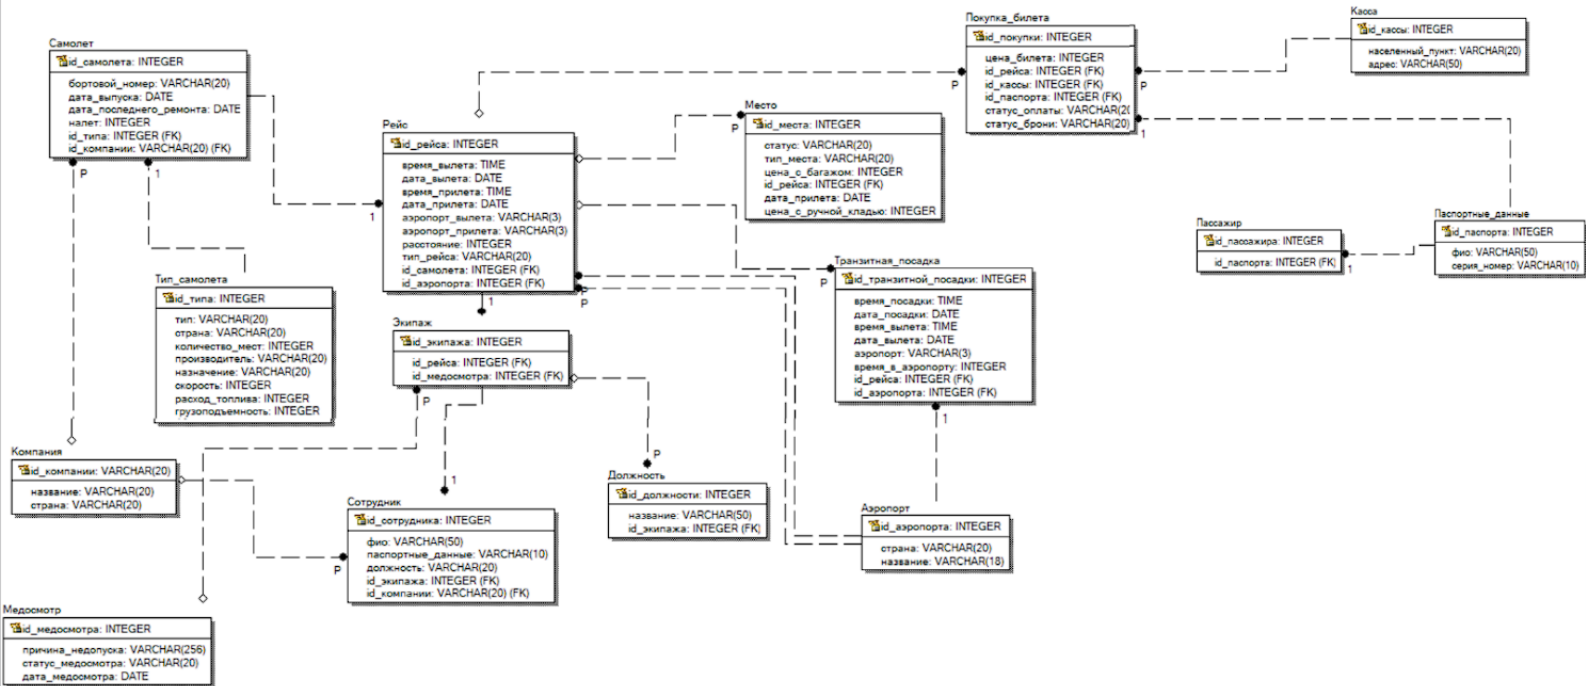 Самолет
id_самолета: INTEGER
бортовой_номер: VARCHAR(20)
дата_выпуска: DATE
дата_последнего_ремонта: DATE
налет: INTEGER
id_типа: INTEGER (FK)
id_компании: VARCHAR(20) (FK)
P
1
Тип_самолета
id_типа: INTEGER
тип: VARCHAR(20)
страна: VARCHAR(20)
количество_мест: INTEGER
производитель: VARCHAR(20)
назначение: VARCHAR(20)
скорость: INTEGER
расход_топлива: INTEGER
грузоподъемность: INTEGER
Компания
id_компании: VARCHAR(20)
название: VARCHAR(20)
страна: VARCHAR(20)
Медосмотр
id_медосмотра: INTEGER
причина_недопуска: VARCHAR(256)
статус_медосмотра: VARCHAR(20)
дата_медосмотра: DATE
Рейс
id_рейса: INTEGER
время_вылета: TIME
дата_вылета: DATE
время_прилета: TIME
дата_прилета: DATE
аэропорт_вылета: VARCHAR(3)
аэропорт_прилета: VARCHAR(3)
расстояние: INTEGER
тип_рейса: VARCHAR(20)
id_самолета: INTEGER (FK)
id_аэропорта: INTEGER (FK)
1
P
P
1
Экипаж
id_экипажа: INTEGER
id_рейса: INTEGER (FK)
id_медосмотра: INTEGER (FK)
P
1
Сотрудник
id_сотрудника: INTEGER
фио: VARCHAR(50)
паспортные_данные: VARCHAR(10)
должность: VARCHAR(20)
id_экипажа: INTEGER (FK)
id_компании: VARCHAR(20) (FK)
P
P
Должность
id_должности: INTEGER
название: VARCHAR(50)
id_экипажа: INTEGER (FK)
Место
P
id_места: INTEGER
статус: VARCHAR(20)
тип_места: VARCHAR(20)
цена_с_багажом: INTEGER
id_рейса: INTEGER (FK)
дата_прилета: DATE
цена_с_ручной_кладью: INTEGER
Транзитная_посадка
P
id_транзитной_посадки: INTEGER
время_посадки: TIME
дата_посадки: DATE
время_вылета: TIME
дата_вылета: DATE
аэропорт: VARCHAR(3)
время_в_аэропорту: INTEGER
id_рейса: INTEGER (FK)
id_аэропорта: INTEGER (FK)
1
Аэропорт
id_аэропорта: INTEGER
страна: VARCHAR(20)
название: VARCHAR(18)
Покупка_билета
id_покупки: INTEGER
цена_билета: INTEGER
id_рейса: INTEGER (FK)
id_кассы: INTEGER (FK)
id_паспорта: INTEGER (FK)
статус_оплаты: VARCHAR(20
статус_брони: VARCHAR(20)
P
P
1
Касса
id_кассы: INTEGER
населенный_пункт: VARCHAR(20)
адрес: VARCHAR(50)
Пассажир
id_пассажира: INTEGER
id_паспорта: INTEGER (FK)
1
Паспортные_данные
id_паспорта: INTEGER
фио: VARCHAR(50)
серия_номер: VARCHAR(10)